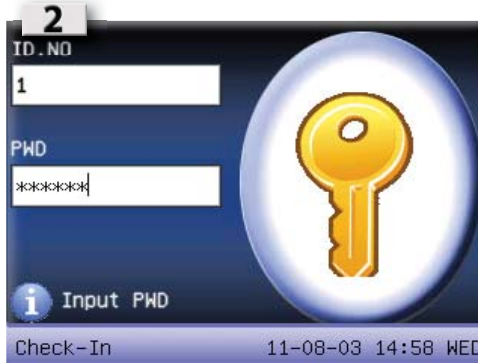 2
ID.NO
1
PWD
******
Input PWD
Check-In 11-08-03 14:58 WED